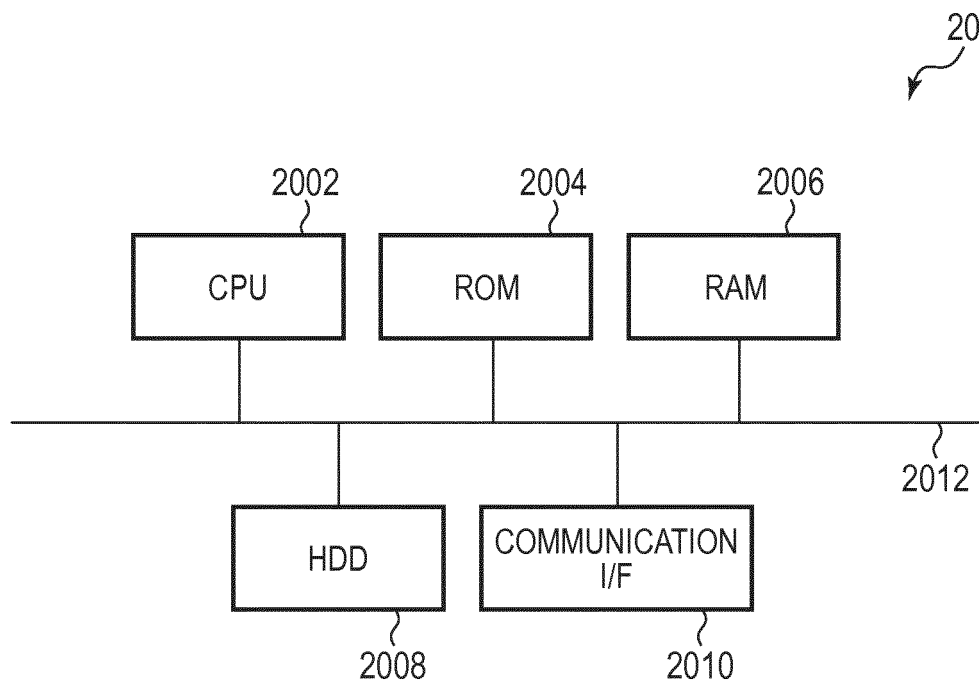 20
2002
2004
2006
CPU
ROM
RAM
2012
HDD
COMMUNICATION
I/F
2008
2010